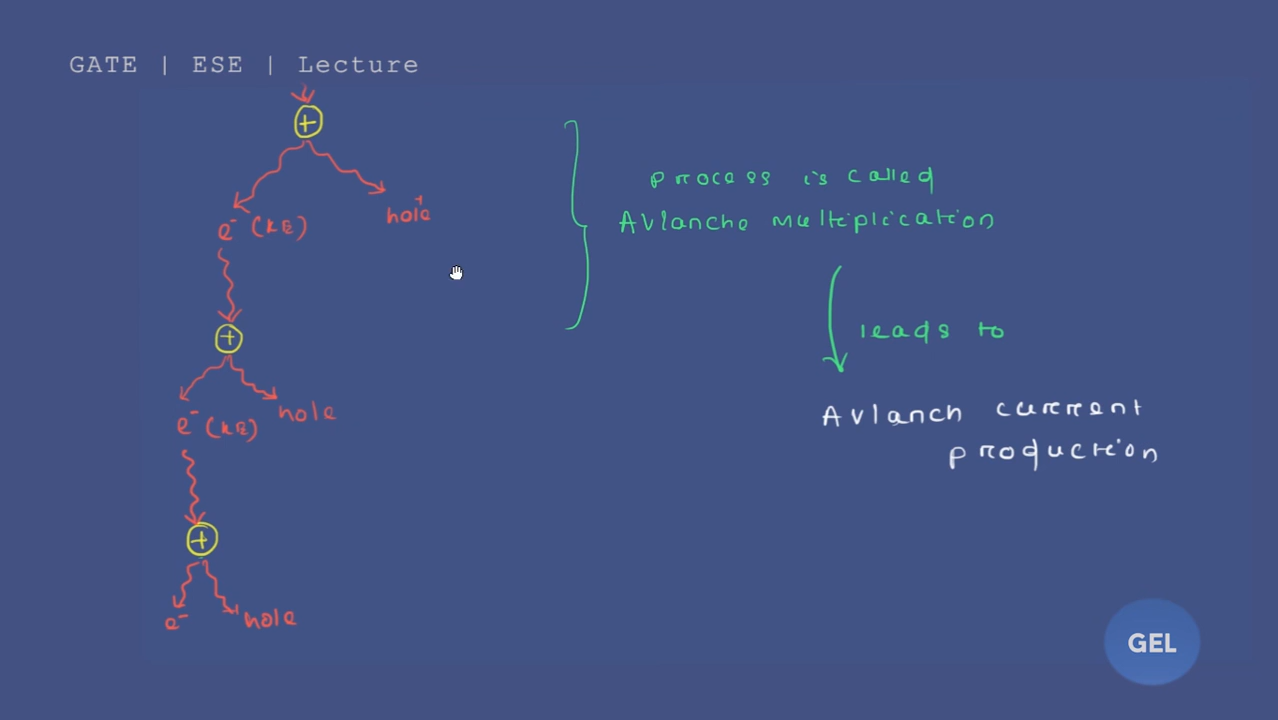 GATE | ESE | Lecture
+
e⁻ (KE)
hole
Process is called
Avlanche multiplication
leads to
+
e⁻ (KE)
hole
Avlanch current
production
+
e⁻
hole
GEL